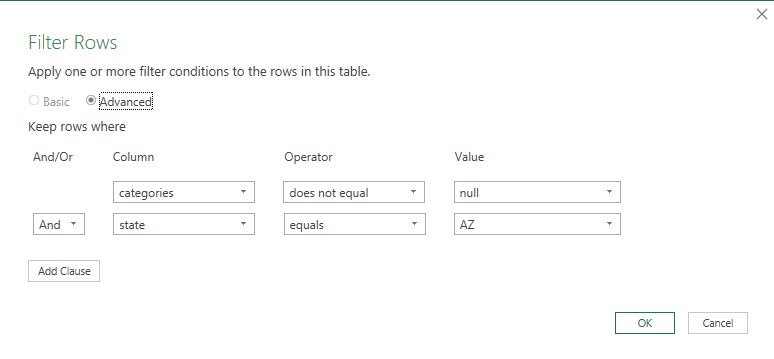 Filter Rows
Apply one or more filter conditions to the rows in this table.
Basic Advanced
Keep rows where
And/Or Column Operator Value
categories does not equal null
And state equals AZ
Add Clause
OK Cancel